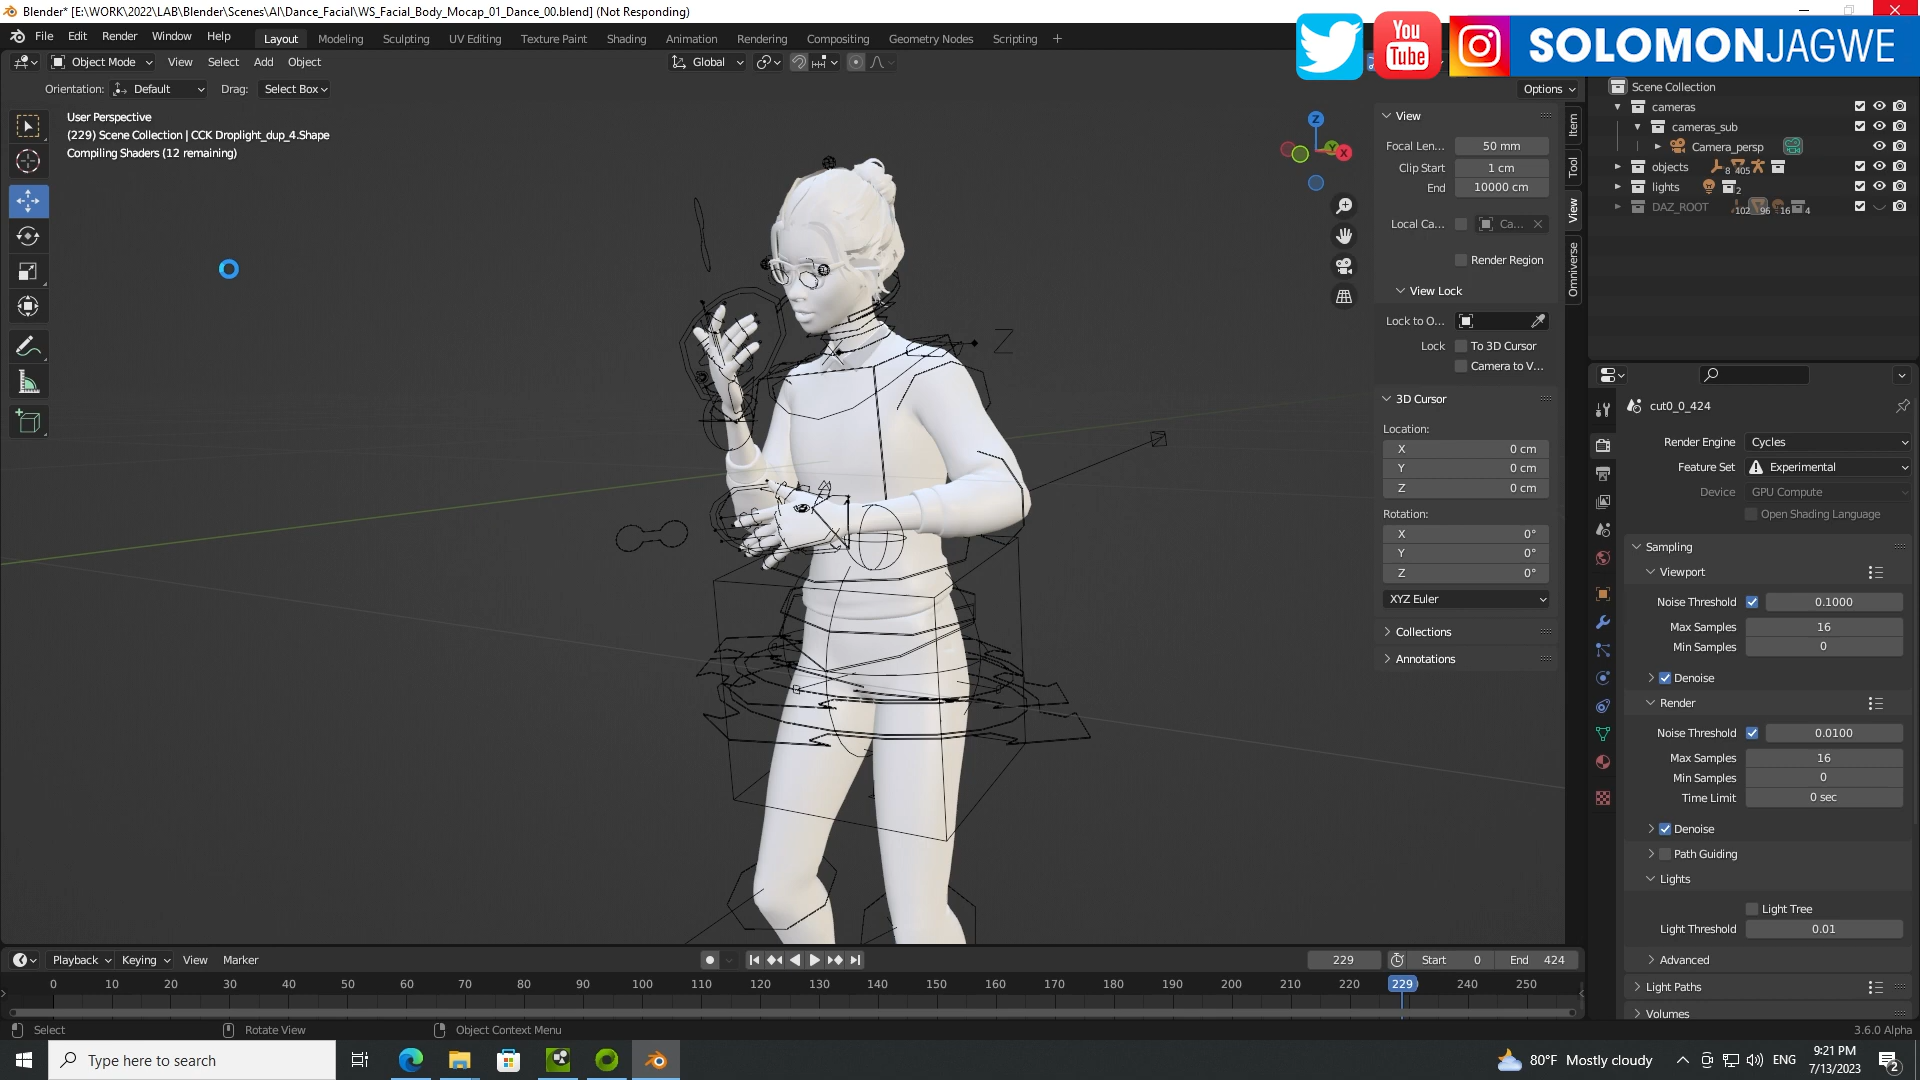 Blender* [E:\WORK\2022\LAB\Blender\Scenes\AI\Dance_Facial\WS_Facial_Body_Mocap_01_Dance_00.blend] (Not Responding)
File Edit Render Window Help Layout Modeling Sculpting UV Editing Texture Paint Shading Animation Rendering Compositing Geometry Nodes Scripting +
You
Tube
SOLOMONJAGWE
Object Mode View Select Add Object Global
Orientation: Default Drag: Select Box Options
User Perspective
(229) Scene Collection | CCK Droplight_dup_4.Shape
Compiling Shaders (12 remaining)
Z
Y
X
Z
View
Focal Len... 50 mm
Clip Start 1 cm
End 10000 cm
Local Ca... Ca...
Render Region
View Lock
Lock to O...
Lock To 3D Cursor
Camera to V...
3D Cursor
Location:
X 0 cm
Y 0 cm
Z 0 cm
Rotation:
X 0°
Y 0°
Z 0°
XYZ Euler
Collections
Annotations
Item
Tool
View
Omniverse
Scene Collection
cameras
cameras_sub
Camera_persp
objects 8 405
lights 2
DAZ_ROOT 102 96 16 4
cut0_0_424
Render Engine Cycles
Feature Set Experimental
Device GPU Compute
Open Shading Language
Sampling
Viewport
Noise Threshold 0.1000
Max Samples 16
Min Samples 0
Denoise
Render
Noise Threshold 0.0100
Max Samples 16
Min Samples 0
Time Limit 0 sec
Denoise
Path Guiding
Lights
Light Tree
Light Threshold 0.01
Advanced
Light Paths
Volumes
Playback Keying View Marker 229 Start 0 End 424
0 10 20 30 40 50 60 70 80 90 100 110 120 130 140 150 160 170 180 190 200 210 220 229 240 250
Select Rotate View Object Context Menu 3.6.0 Alpha
Type here to search
80°F Mostly cloudy
ENG
9:21 PM
7/13/2023
2